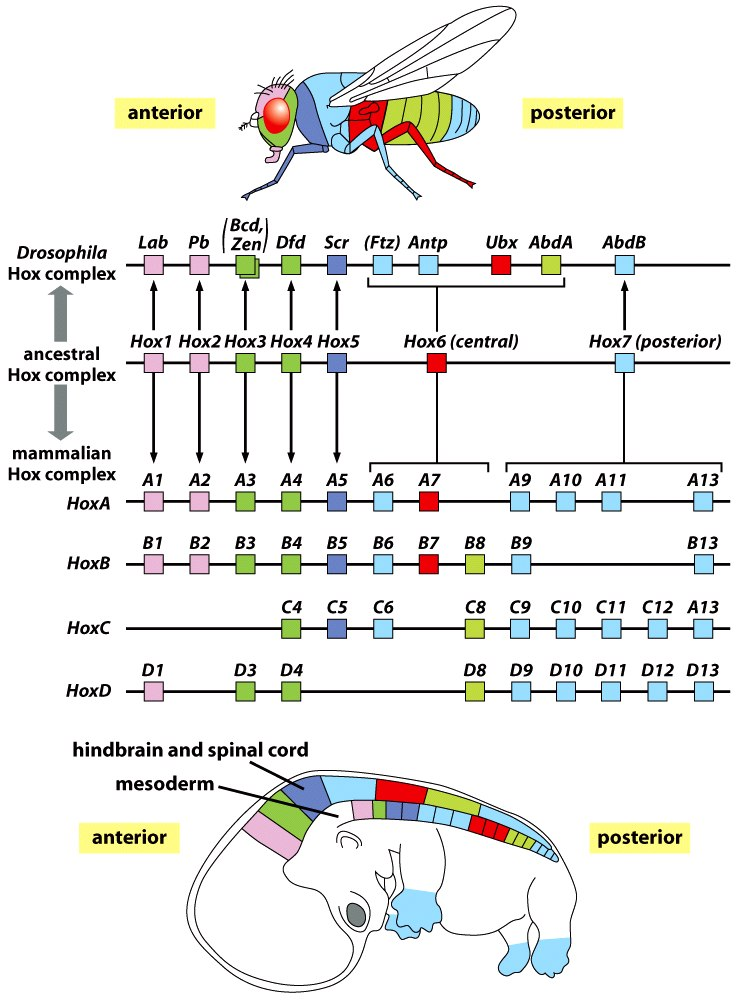 anterior
posterior
Lab Pb (Bcd, Zen) Dfd Scr (Ftz) Antp Ubx AbdA AbdB
Drosophila
Hox complex
Hox1 Hox2 Hox3 Hox4 Hox5 Hox6 (central) Hox7 (posterior)
ancestral
Hox complex
mammalian
Hox complex
A1 A2 A3 A4 A5 A6 A7 A9 A10 A11 A13
HoxA
B1 B2 B3 B4 B5 B6 B7 B8 B9 B13
HoxB
C4 C5 C6 C8 C9 C10 C11 C12 A13
HoxC
D1 D3 D4 D8 D9 D10 D11 D12 D13
HoxD
hindbrain and spinal cord
mesoderm
anterior
posterior